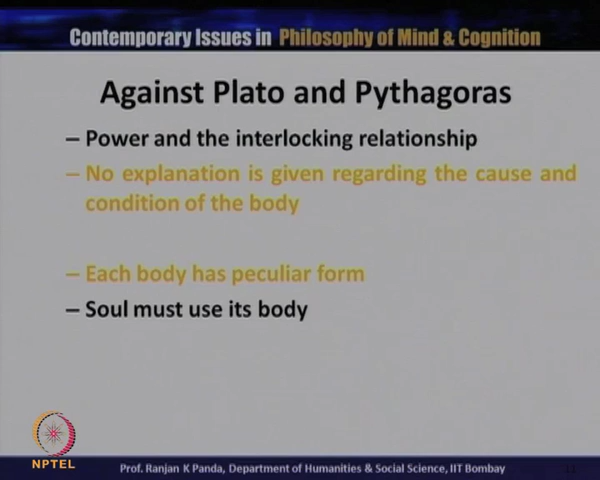 Contemporary Issues in Philosophy of Mind & Cognition
Against Plato and Pythagoras
– Power and the interlocking relationship
– No explanation is given regarding the cause and
condition of the body
– Each body has peculiar form
– Soul must use its body
NPTEL
Prof. Ranjan K Panda, Department of Humanities & Social Science, IIT Bombay